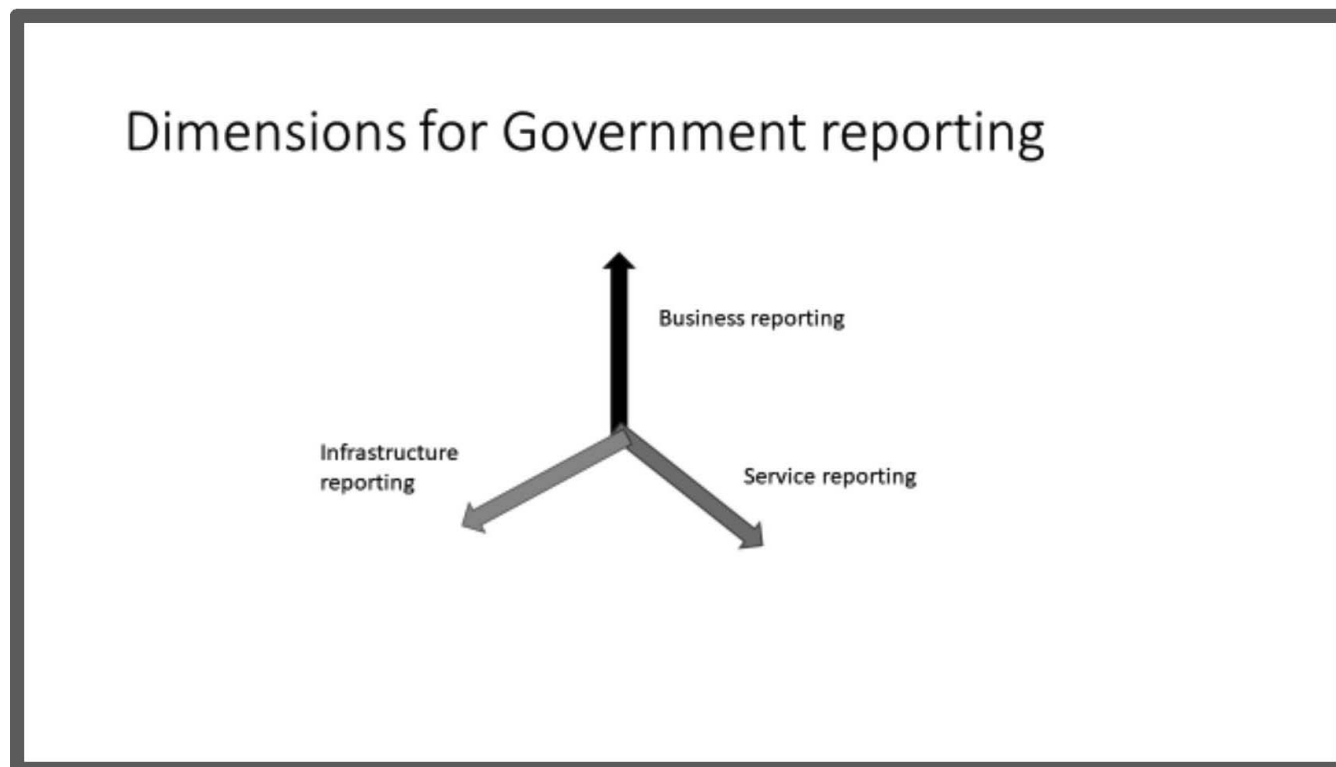 Dimensions for Government reporting
Business reporting
Infrastructure
reporting
Service reporting